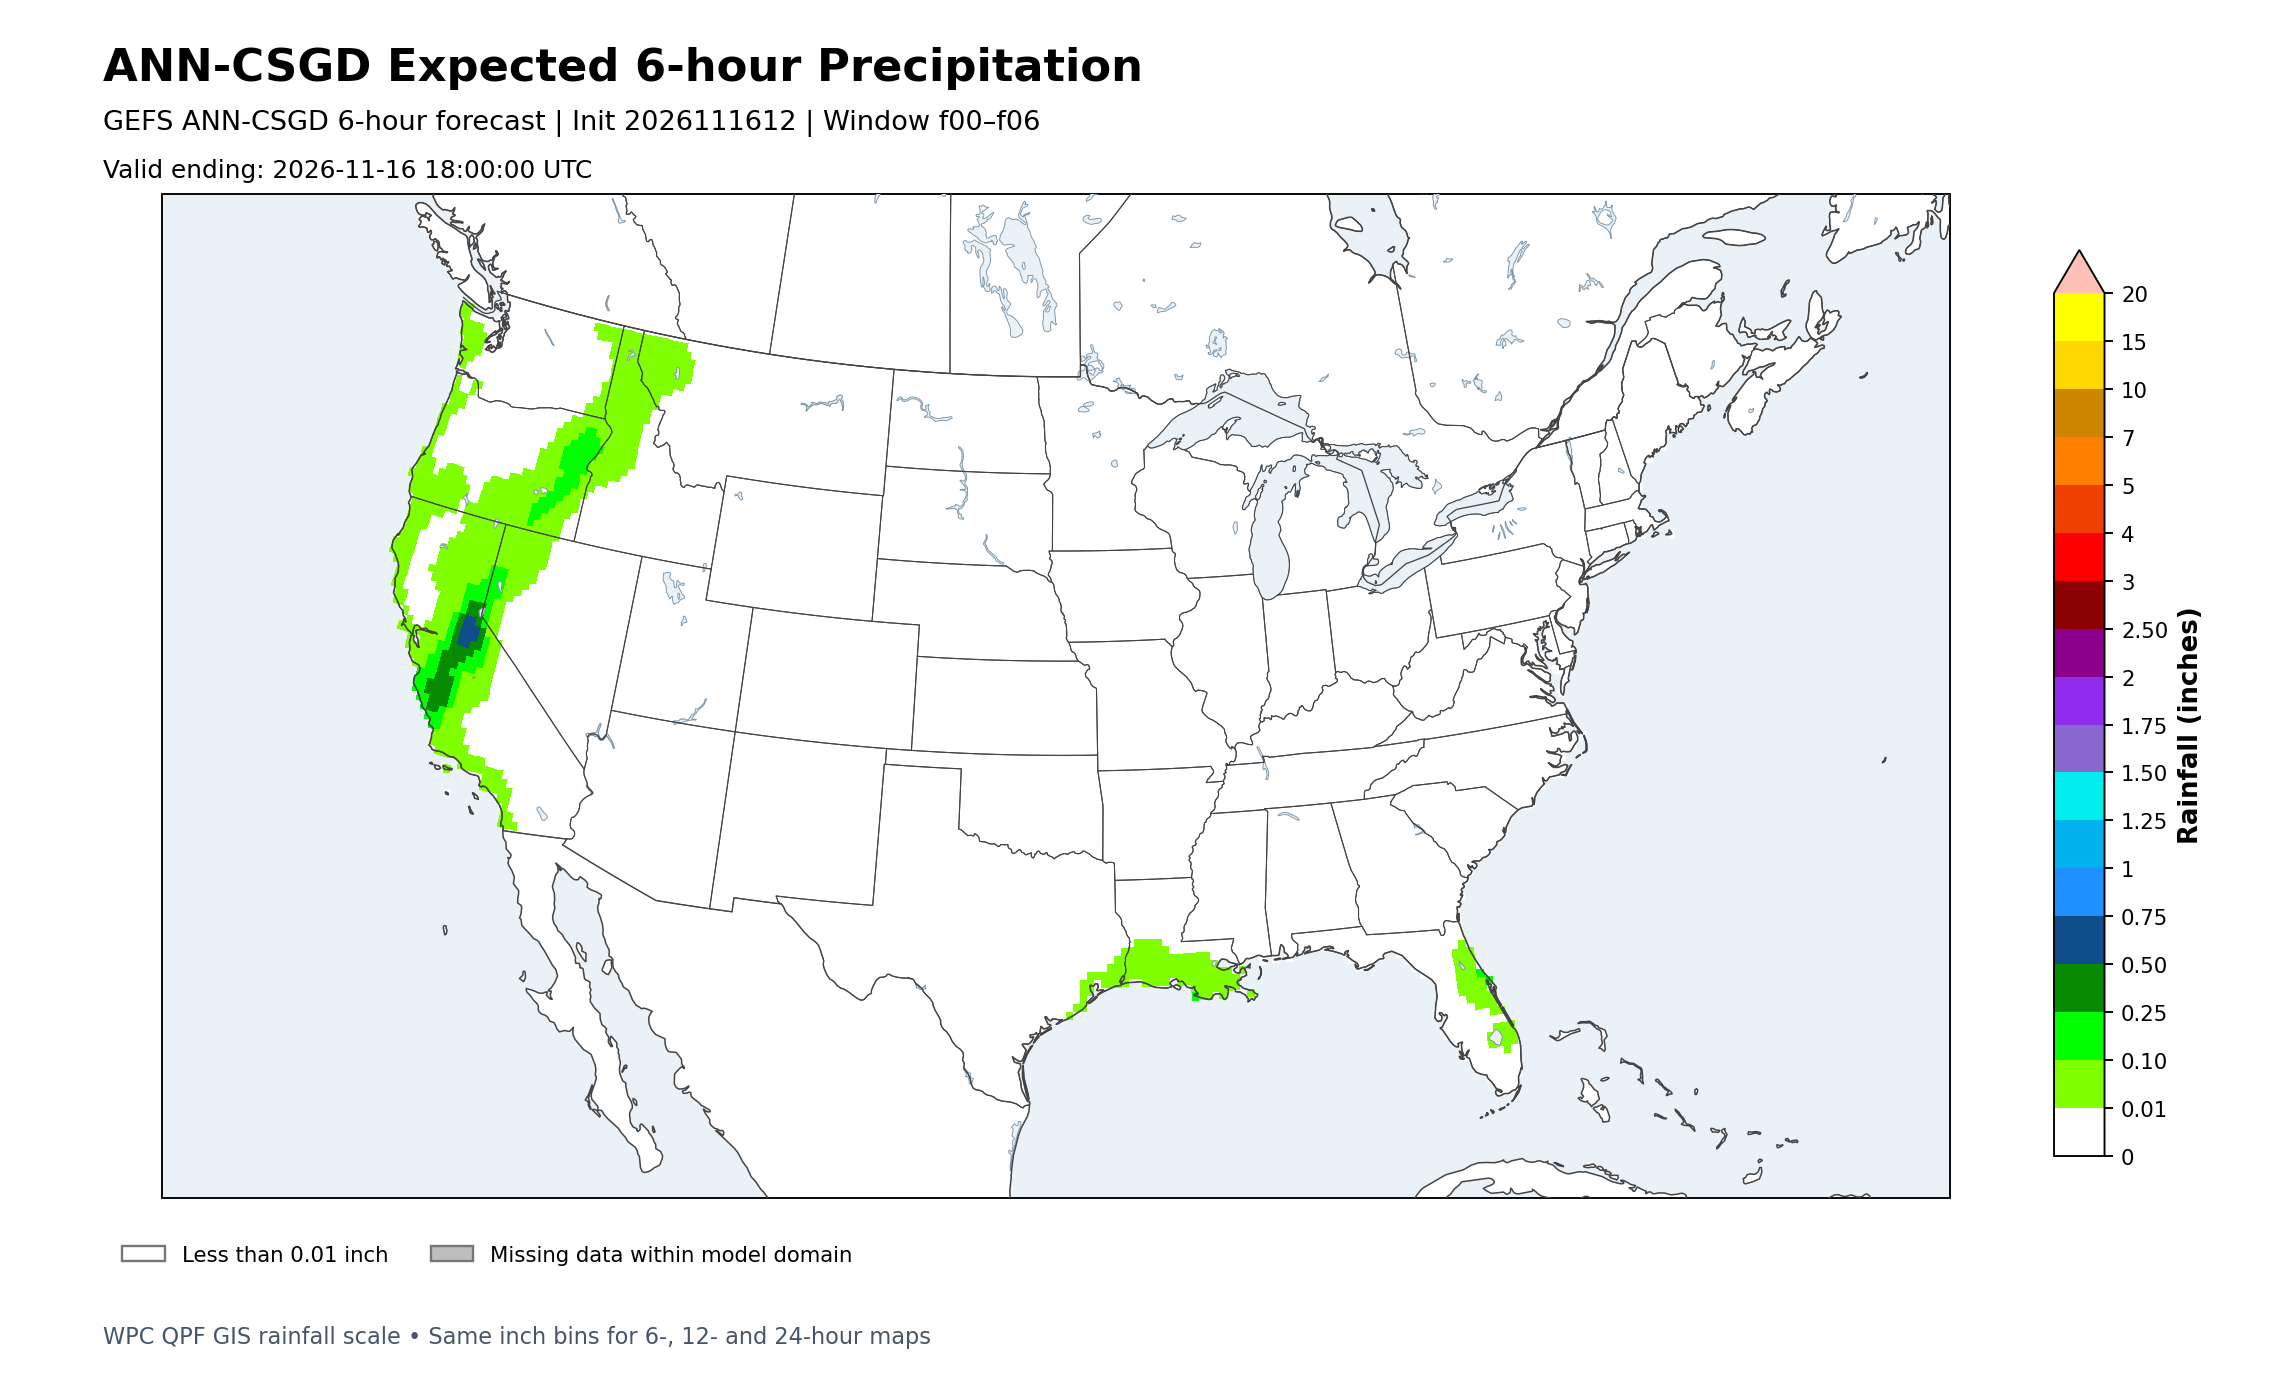 ANN-CSGD Expected 6-hour Precipitation
GEFS ANN-CSGD 6-hour forecast | Init 2026111612 | Window f00–f06
Valid ending: 2026-11-16 18:00:00 UTC
20
15
10
7
5
4
3
2.50
2
1.75
1.50
1.25
1
0.75
0.50
0.25
0.10
0.01
0
Rainfall (inches)
Less than 0.01 inch
Missing data within model domain
WPC QPF GIS rainfall scale • Same inch bins for 6-, 12- and 24-hour maps